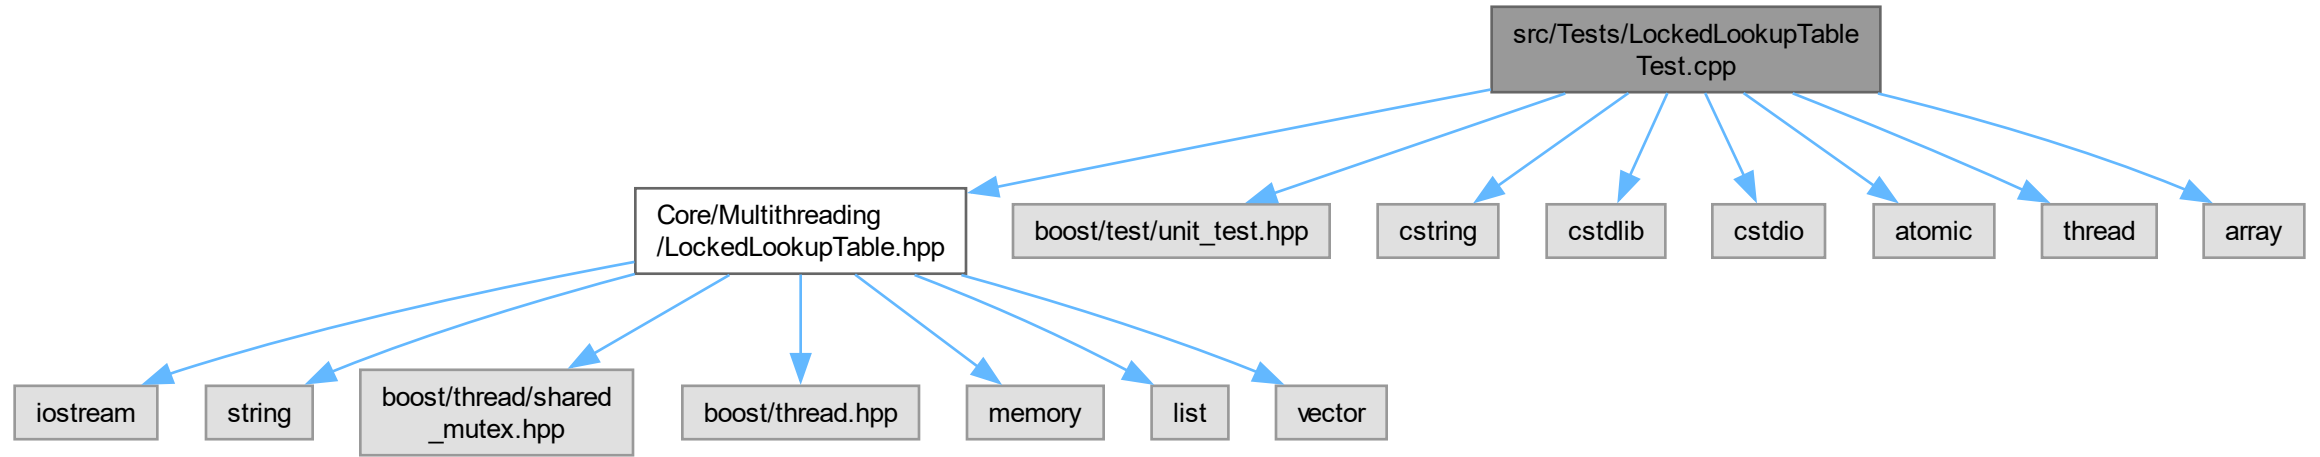 src/Tests/LockedLookupTable
Test.cpp
Core/Multithreading
/LockedLookupTable.hpp
boost/test/unit_test.hpp
cstring
cstdlib
cstdio
atomic
thread
array
iostream
string
boost/thread/shared
_mutex.hpp
boost/thread.hpp
memory
list
vector